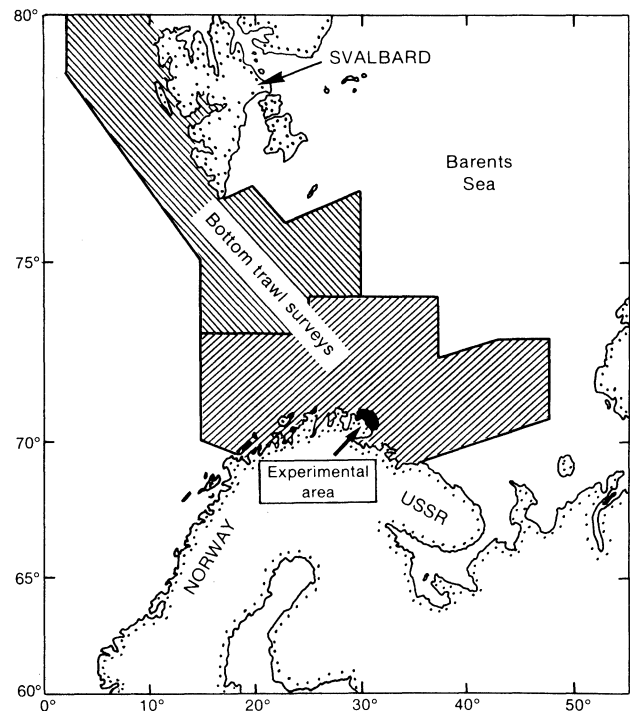 80°
SVALBARD
Barents
Sea
Bottom trawl surveys
75°
70°
Experimental
area
USSR
NORWAY
65°
60°
0°
10°
20°
30°
40°
50°